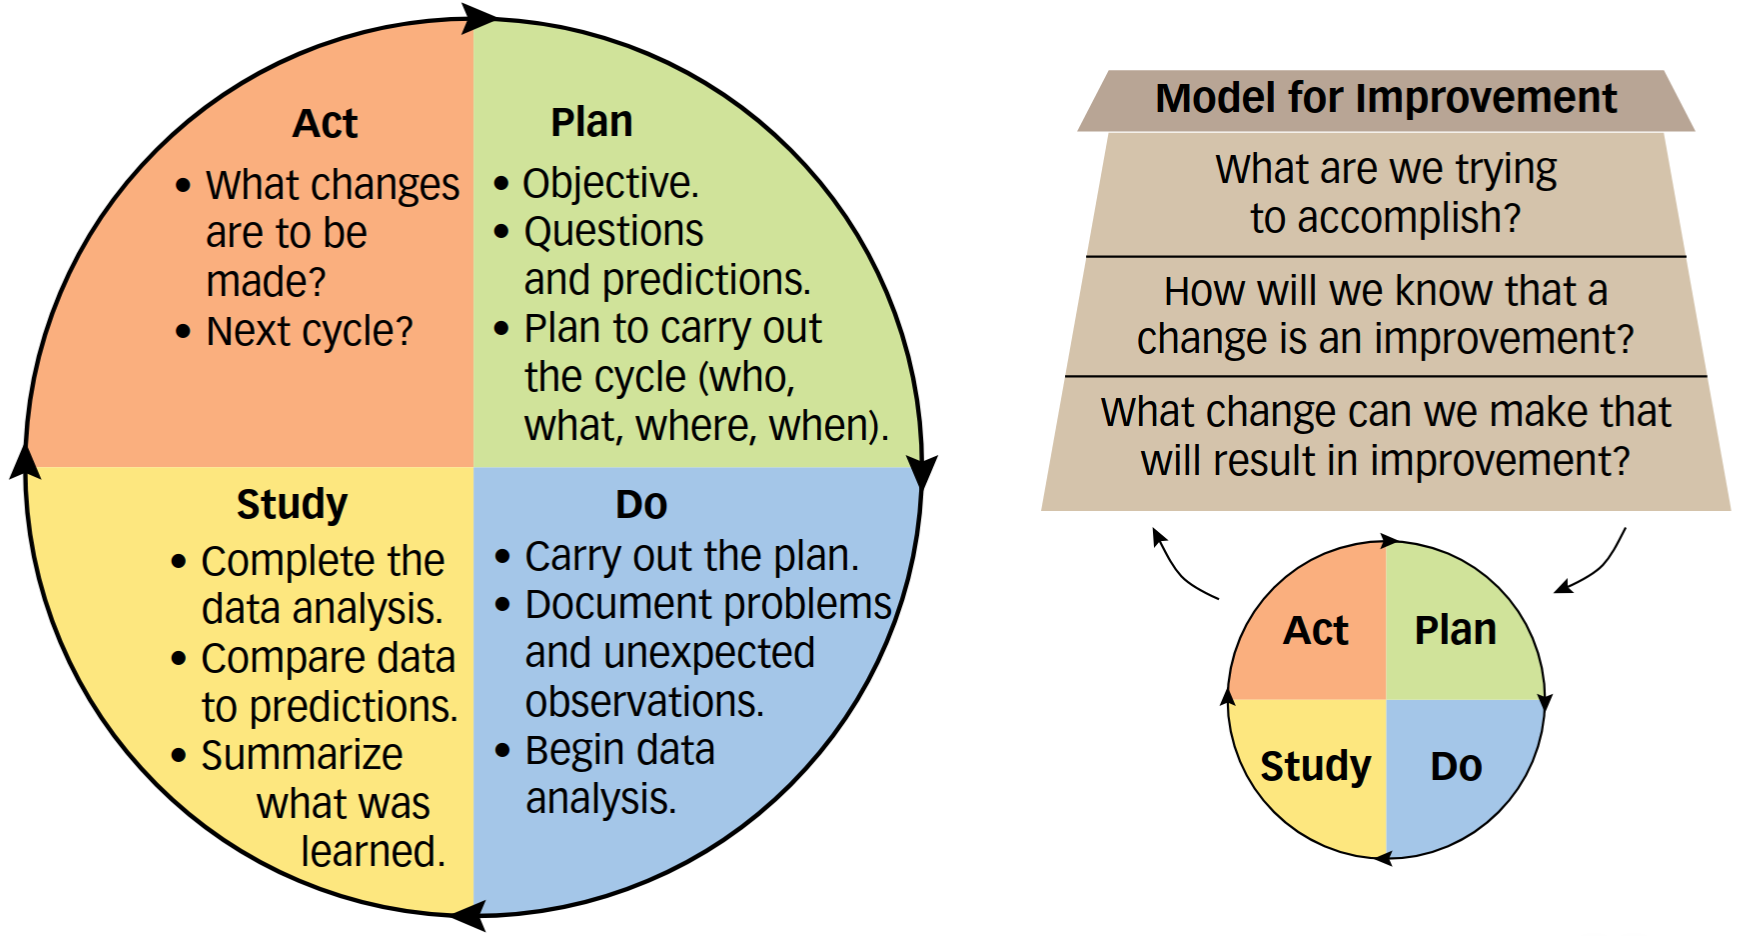 Act
• What changes
are to be
made?
• Next cycle?
Plan
• Objective.
• Questions
and predictions.
• Plan to carry out
the cycle (who,
what, where, when).
Study
• Complete the
data analysis.
• Compare data
to predictions.
• Summarize
what was
learned.
Do
• Carry out the plan.
• Document problems
and unexpected
observations.
• Begin data
analysis.
Model for Improvement
What are we trying
to accomplish?
How will we know that a
change is an improvement?
What change can we make that
will result in improvement?
Act
Plan
Study
Do